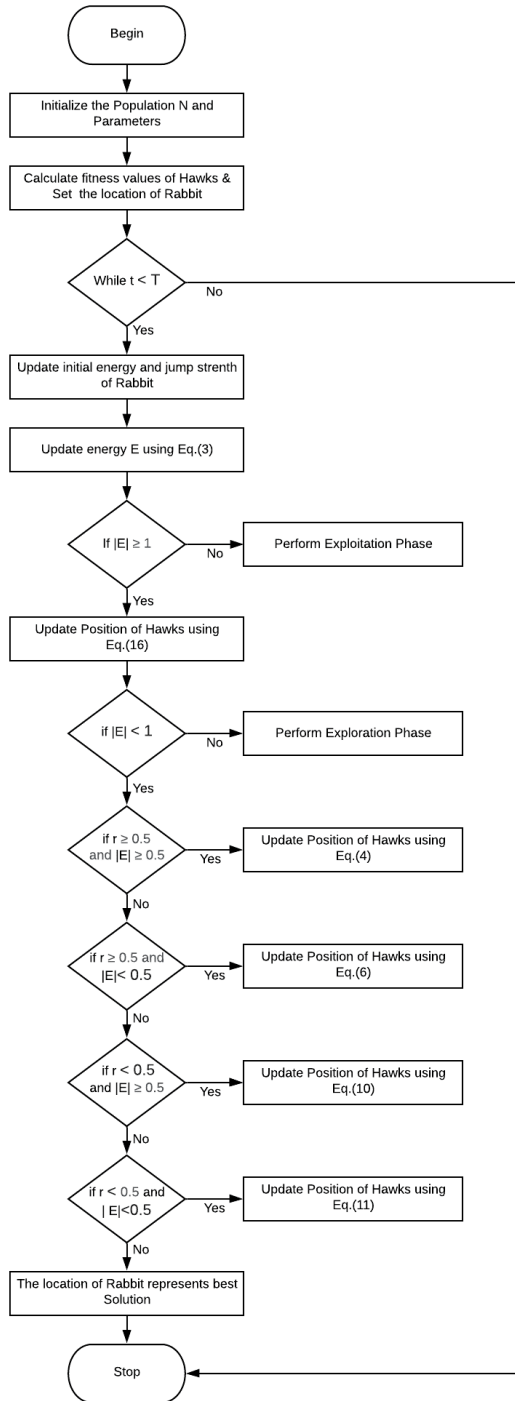 Begin
Initialize the Population N and
Parameters
Calculate fitness values of Hawks &
Set the location of Rabbit
While t < T
No
Yes
Update initial energy and jump strenth
of Rabbit
Update energy E using Eq.(3)
If |E| ≥ 1
No
Perform Exploitation Phase
Yes
Update Position of Hawks using
Eq.(16)
if |E| < 1
No
Perform Exploration Phase
Yes
if r ≥ 0.5
and |E| ≥ 0.5
Yes
Update Position of Hawks using
Eq.(4)
No
if r ≥ 0.5 and
|E|< 0.5
Yes
Update Position of Hawks using
Eq.(6)
No
if r < 0.5
and |E| ≥ 0.5
Yes
Update Position of Hawks using
Eq.(10)
No
if r < 0.5 and
| E|<0.5
Yes
Update Position of Hawks using
Eq.(11)
No
The location of Rabbit represents best
Solution
Stop